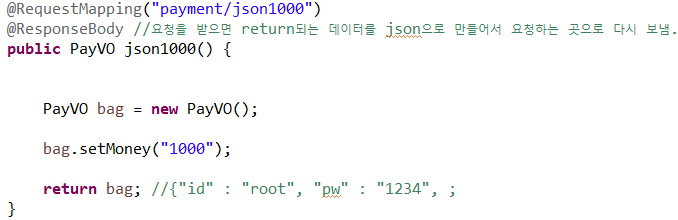 @RequestMapping("payment/json1000")
@ResponseBody //요청을 받으면 return되는 데이터를 json으로 만들어서 요청하는 곳으로 다시 보냄.
public PayVO json1000() {
PayVO bag = new PayVO();
bag.setMoney("1000");
return bag; //{"id" : "root", "pw" : "1234", ;
}